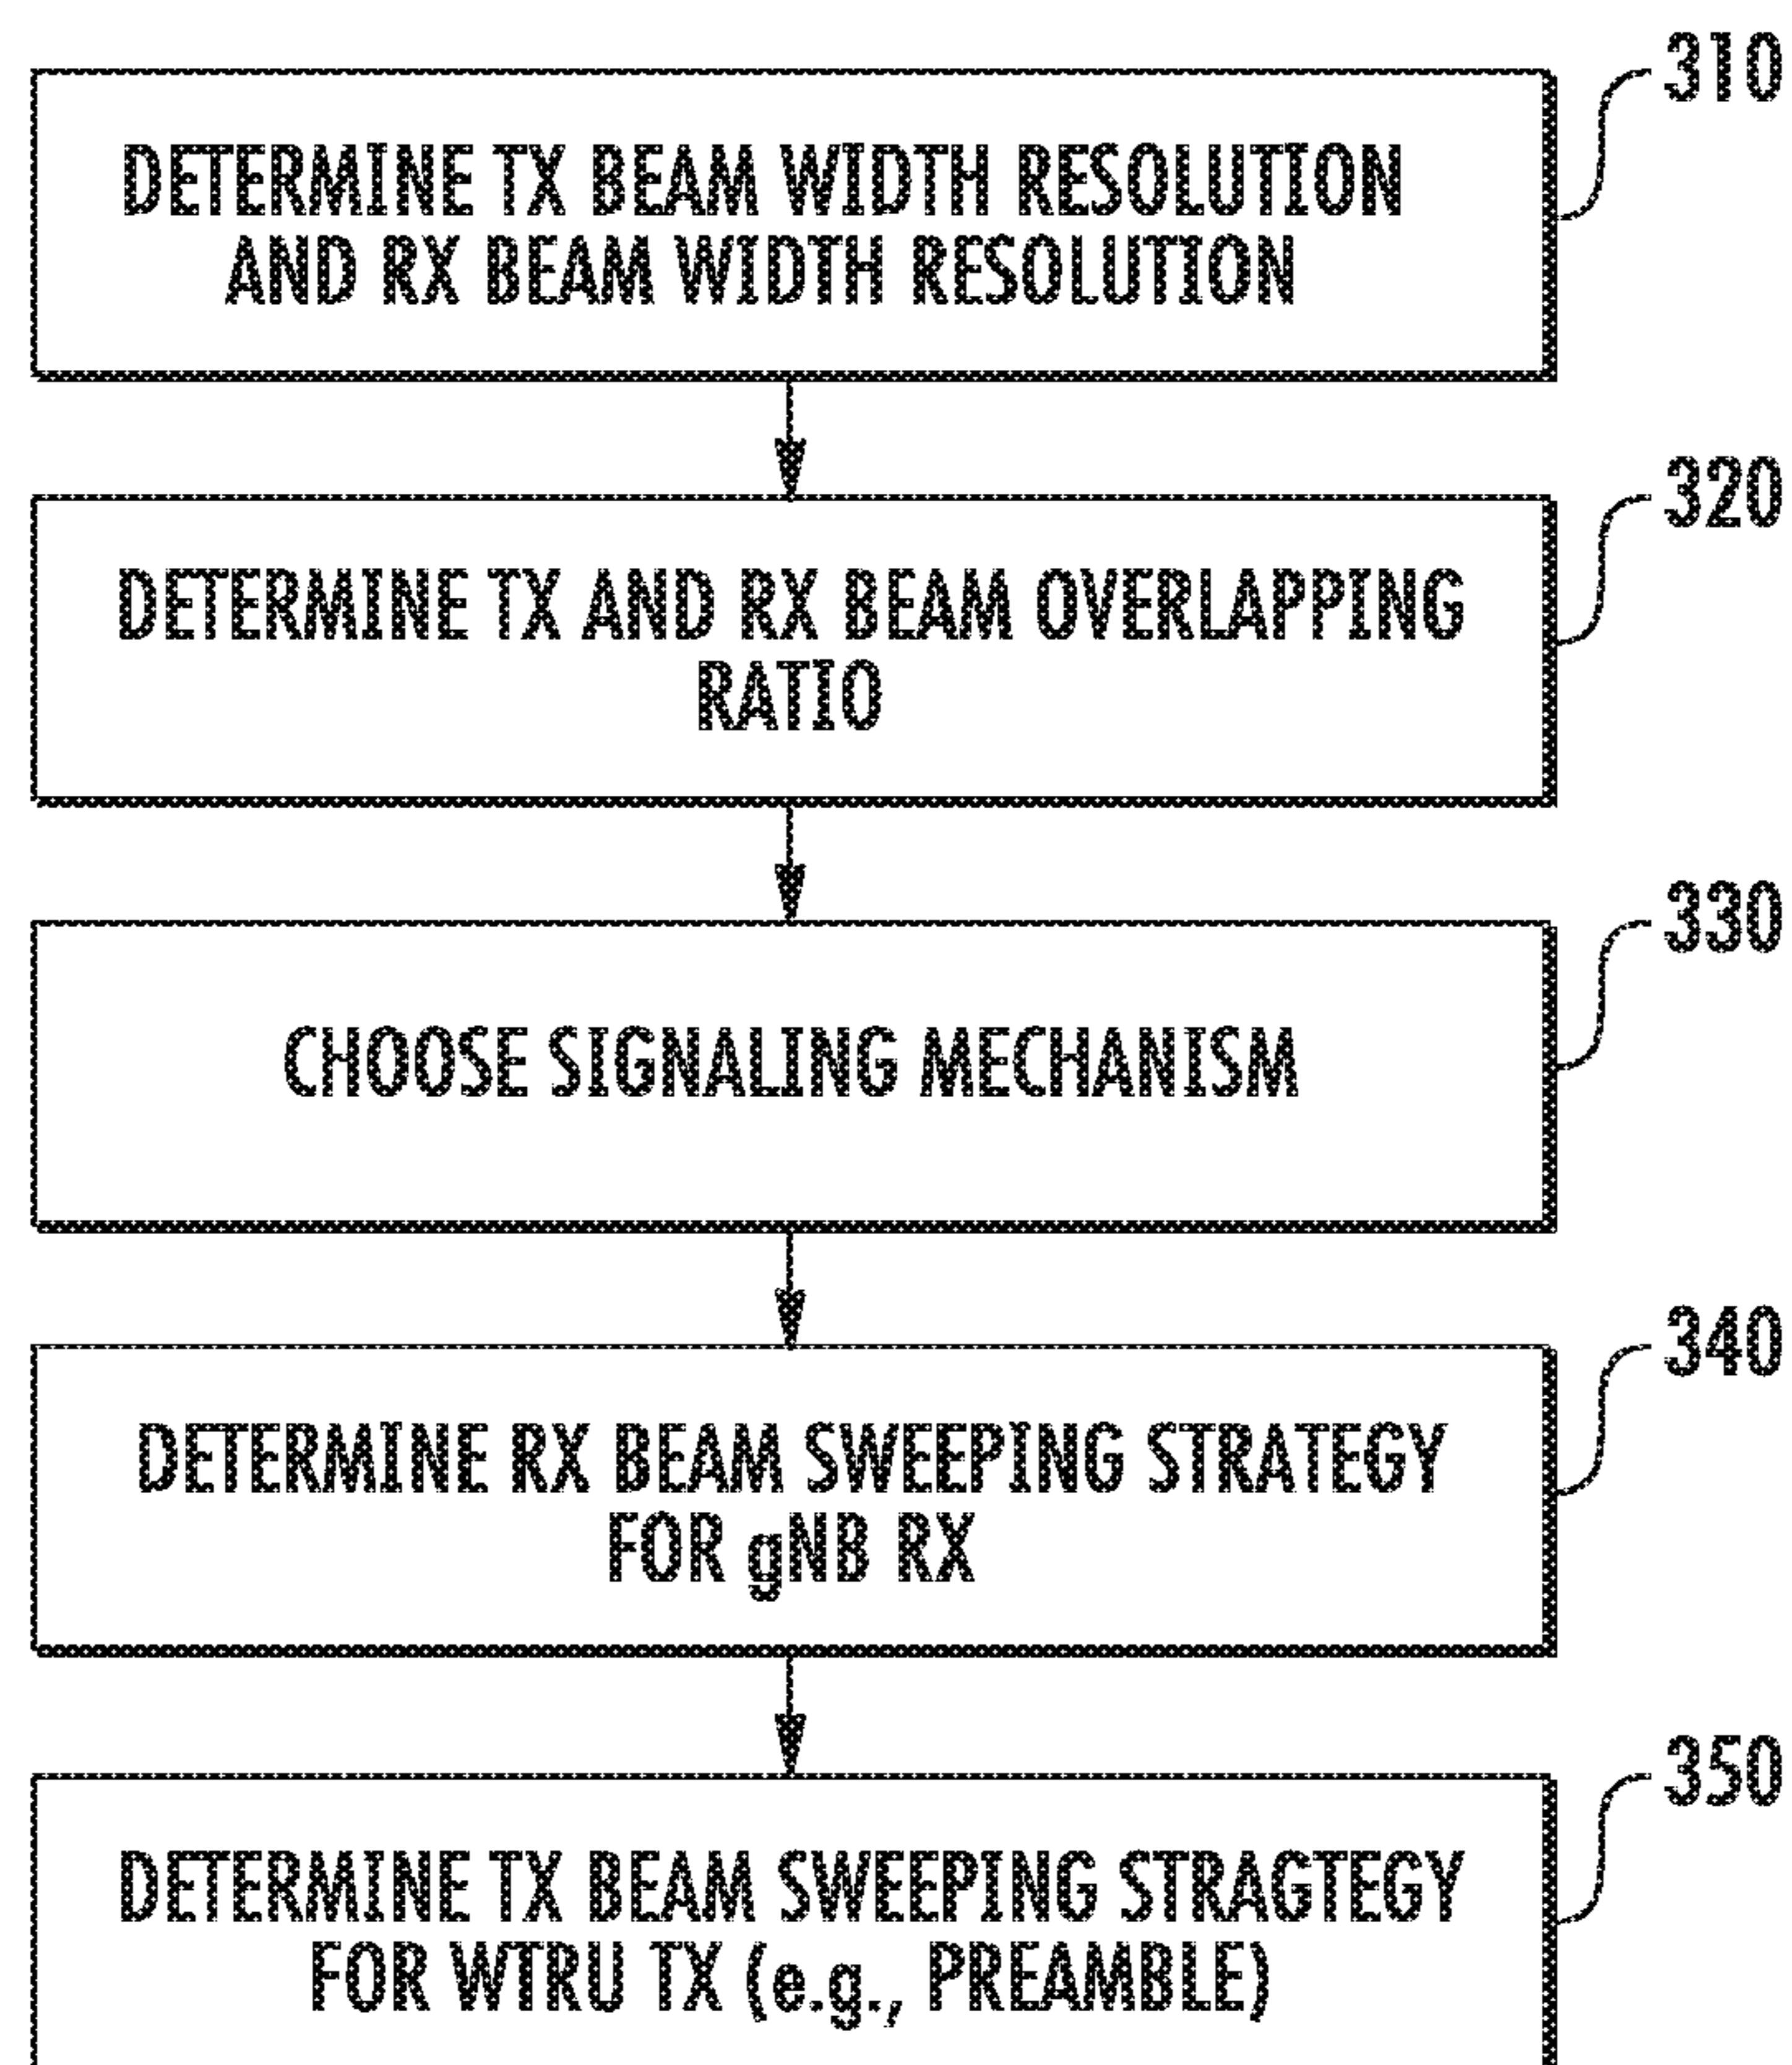 310
DETERMINE TX BEAM WIDTH RESOLUTION
AND RX BEAM WIDTH RESOLUTION
320
DETERMINE TX AND RX BEAM OVERLAPPING
RATIO
330
CHOOSE SIGNALING MECHANISM
340
DETERMINE RX BEAM SWEEPING STRATEGY
FOR gNB RX
350
DETERMINE TX BEAM SWEEPING STRAGTEGY
FOR WTRU TX (e.g., PREAMBLE)